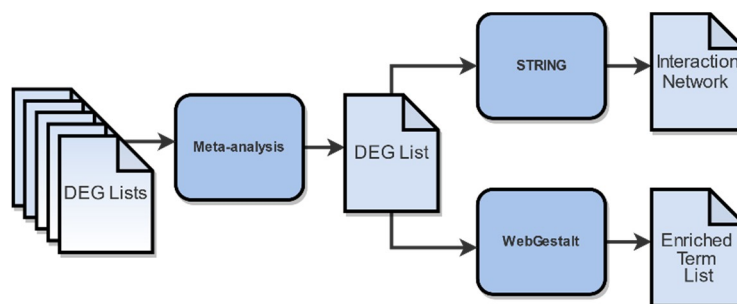 DEG Lists
Meta-analysis
DEG List
STRING
Interaction
Network
WebGestalt
Enriched
Term
List